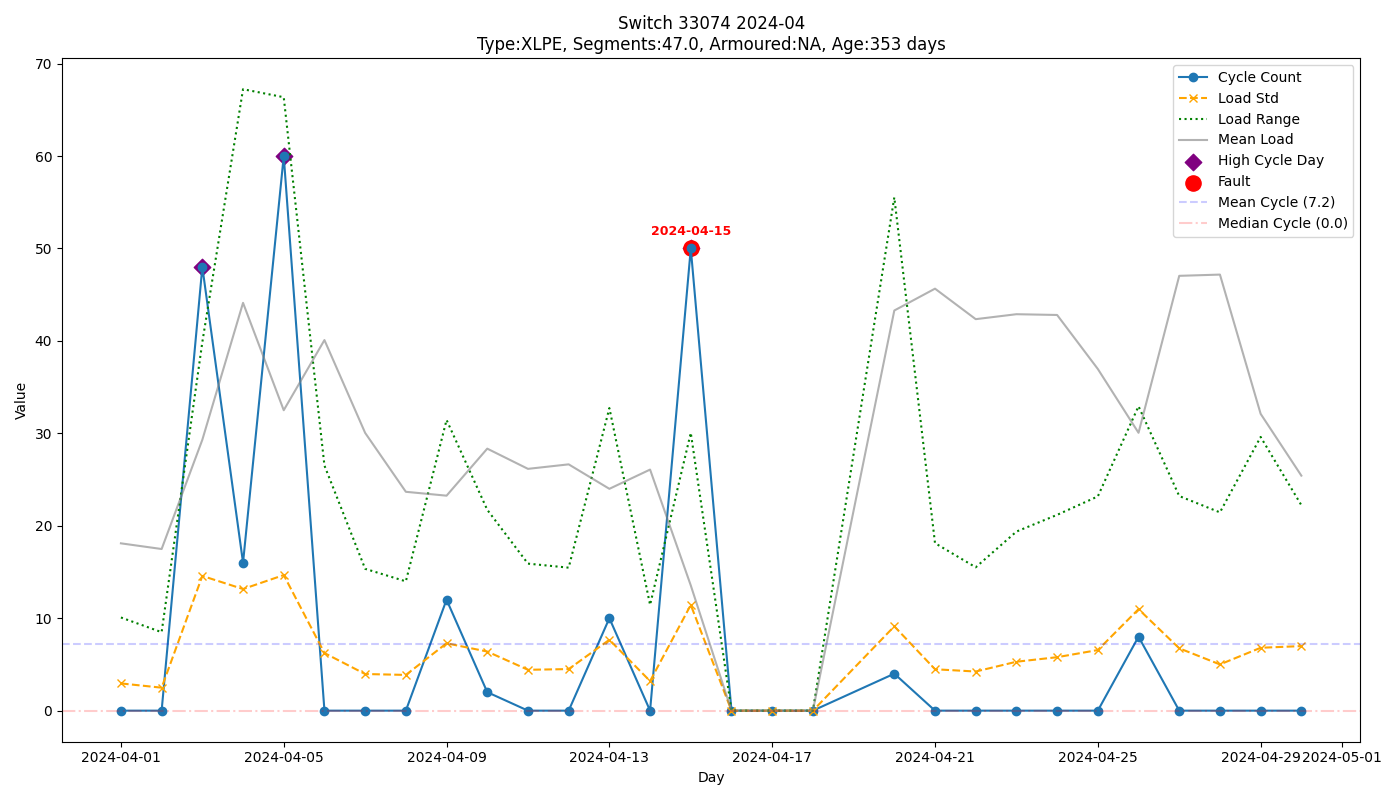 Switch 33074 2024-04
Type:XLPE, Segments:47.0, Armoured:NA, Age:353 days
Cycle Count
Load Std
Load Range
Mean Load
High Cycle Day
Fault
Mean Cycle (7.2)
Median Cycle (0.0)
2024-04-15
Value
70
60
50
40
30
20
10
0
2024-04-01
2024-04-05
2024-04-09
2024-04-13
2024-04-17
2024-04-21
2024-04-25
2024-04-29
2024-05-01
Day